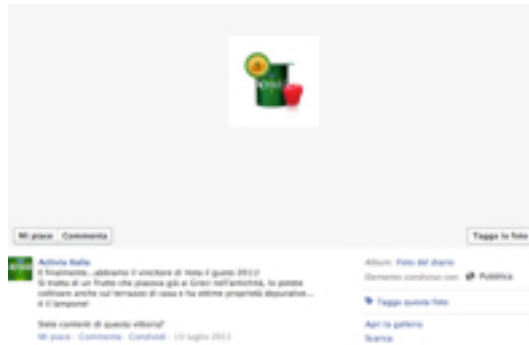 Mi piace Commenta
Tagga la foto
Activia Italia
E finalmente...abbiamo il vincitore di Vota il gusto 2011!
Si tratta di un frutto che piaceva già ai Greci nell'antichità, lo potete
coltivare anche sul terrazzo di casa e ha ottime proprietà depurative...
è il lampone!
Siete contenti di questa vittoria?
Mi piace · Commenta · Condividi · 13 luglio 2011
Album: Foto del diario
Elemento condiviso con: Pubblica
Tagga questa foto
Apri la galleria
Scarica